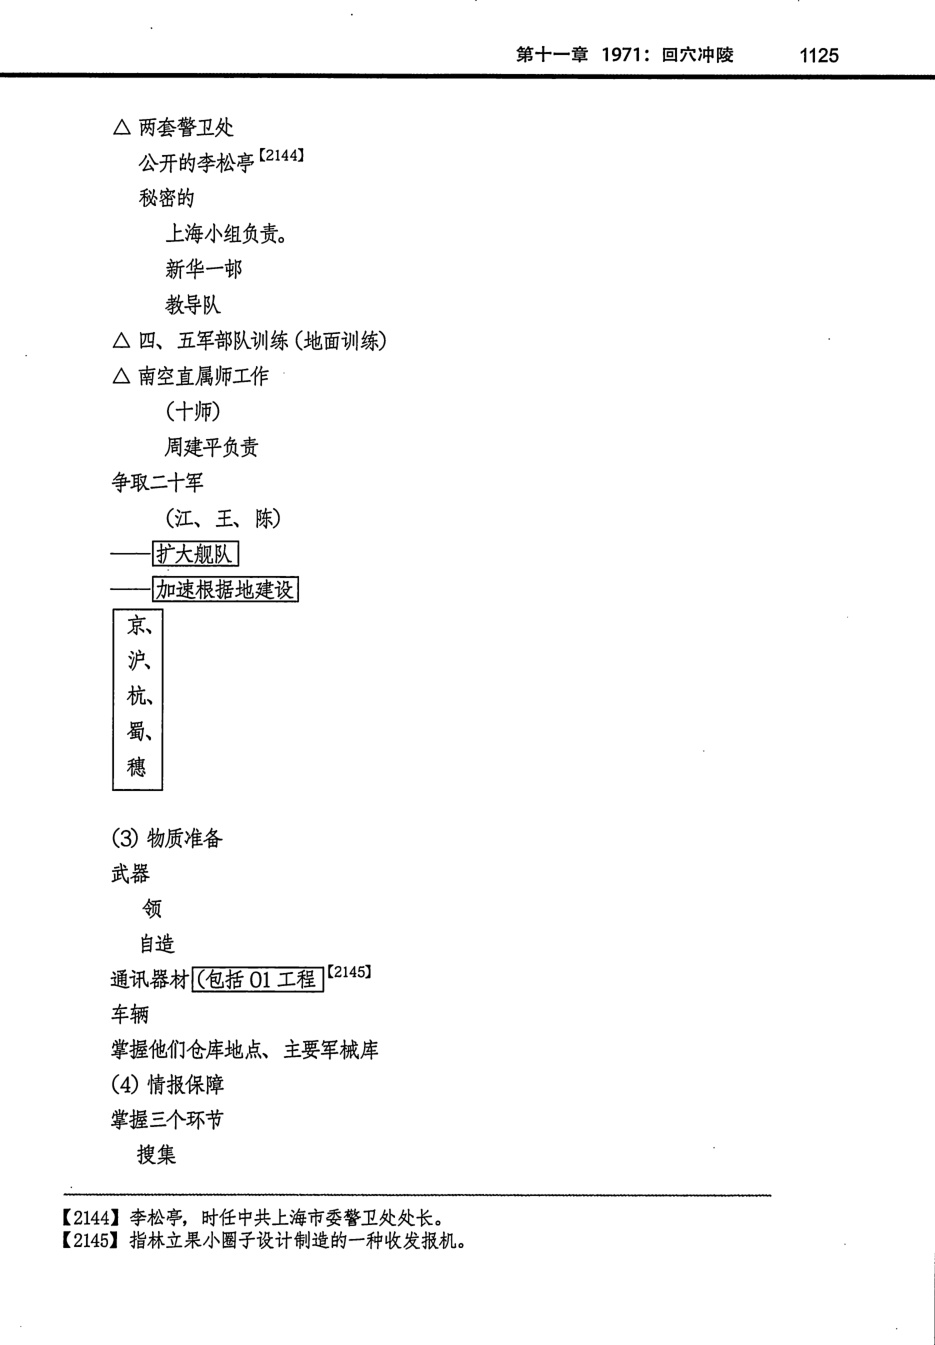 第十一章 1971：回穴冲陵 1125
△ 两套警卫处
公开的李松亭【2144】
秘密的
上海小组负责。
新华一邨
教导队
△ 四、五军部队训练（地面训练）
△ 南空直属师工作
（十师）
周建平负责
争取二十军
（江、王、陈）
——扩大舰队
——加速根据地建设
京、
沪、
杭、
蜀、
穗
（3）物质准备
武器
领
自造
通讯器材（包括 01 工程【2145】
车辆
掌握他们仓库地点、主要军械库
（4）情报保障
掌握三个环节
搜集
【2144】李松亭，时任中共上海市委警卫处处长。
【2145】指林立果小圈子设计制造的一种收发报机。